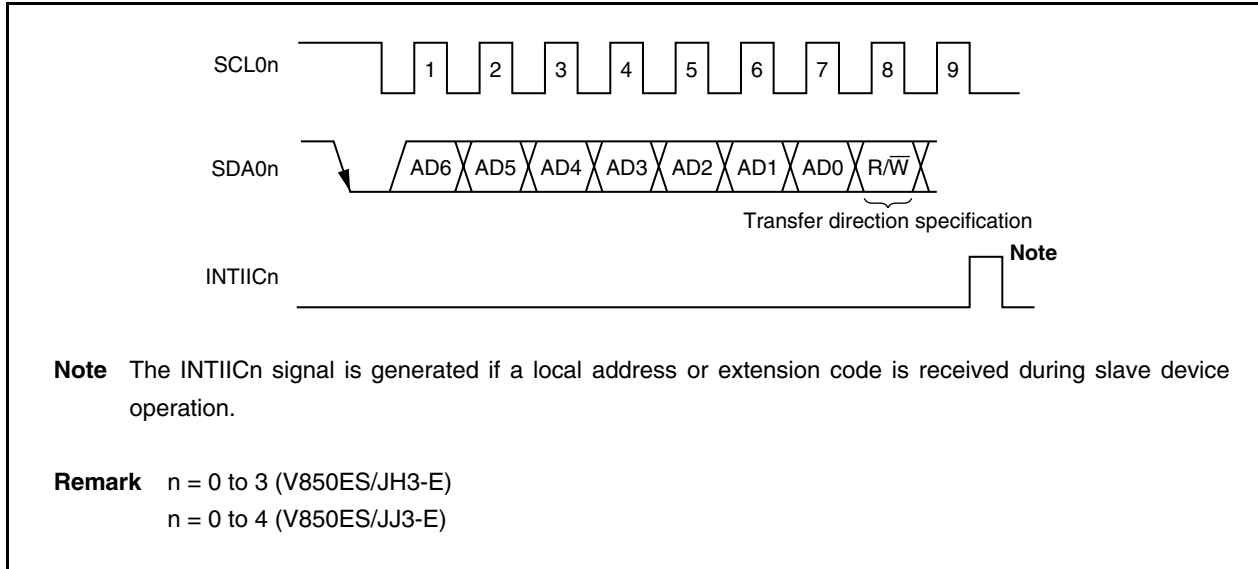 SCL0n
1 2 3 4 5 6 7 8 9
SDA0n
AD6 AD5 AD4 AD3 AD2 AD1 AD0 R/W̅
Transfer direction specification
Note
INTIICn
Note The INTIICn signal is generated if a local address or extension code is received during slave device
operation.
Remark n = 0 to 3 (V850ES/JH3-E)
n = 0 to 4 (V850ES/JJ3-E)